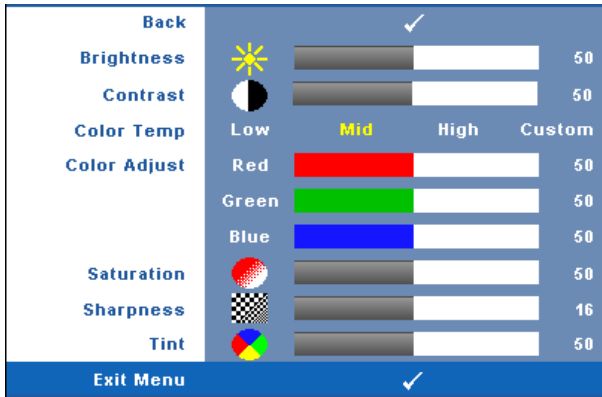 Back
Brightness 50
Contrast 50
Color Temp Low Mid High Custom
Color Adjust Red 50
Green 50
Blue 50
Saturation 50
Sharpness 16
Tint 50
Exit Menu